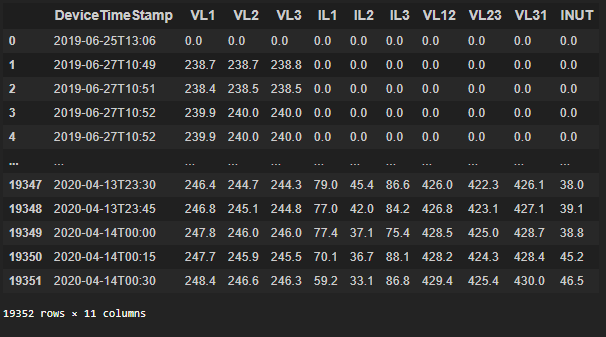 DeviceTimeStamp VL1 VL2 VL3 IL1 IL2 IL3 VL12 VL23 VL31 INUT
0 2019-06-25T13:06 0.0 0.0 0.0 0.0 0.0 0.0 0.0 0.0 0.0 0.0
1 2019-06-27T10:49 238.7 238.7 238.8 0.0 0.0 0.0 0.0 0.0 0.0 0.0
2 2019-06-27T10:51 238.4 238.5 238.5 0.0 0.0 0.0 0.0 0.0 0.0 0.0
3 2019-06-27T10:52 239.9 240.0 240.0 0.0 0.0 0.0 0.0 0.0 0.0 0.0
4 2019-06-27T10:52 239.9 240.0 240.0 0.0 0.0 0.0 0.0 0.0 0.0 0.0
... ... ... ... ... ... ... ... ... ... ... ...
19347 2020-04-13T23:30 246.4 244.7 244.3 79.0 45.4 86.6 426.0 422.3 426.1 38.0
19348 2020-04-13T23:45 246.8 245.1 244.8 77.0 42.0 84.2 426.8 423.1 427.1 39.1
19349 2020-04-14T00:00 247.8 246.0 246.0 77.4 37.1 75.4 428.5 425.0 428.7 38.8
19350 2020-04-14T00:15 247.7 245.9 245.5 70.1 36.7 88.1 428.2 424.3 428.4 45.2
19351 2020-04-14T00:30 248.4 246.6 246.3 59.2 33.1 86.8 429.4 425.4 430.0 46.5
19352 rows × 11 columns